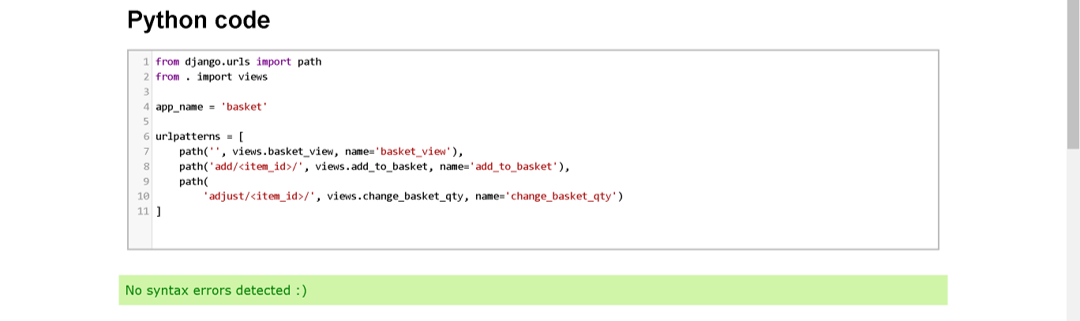 Python code
1 from django.urls import path
2 from . import views
3
4 app_name = 'basket'
5
6 urlpatterns = [
7     path('', views.basket_view, name='basket_view'),
8     path('add/<item_id>/', views.add_to_basket, name='add_to_basket'),
9     path(
10         'adjust/<item_id>/', views.change_basket_qty, name='change_basket_qty')
11 ]
No syntax errors detected :)